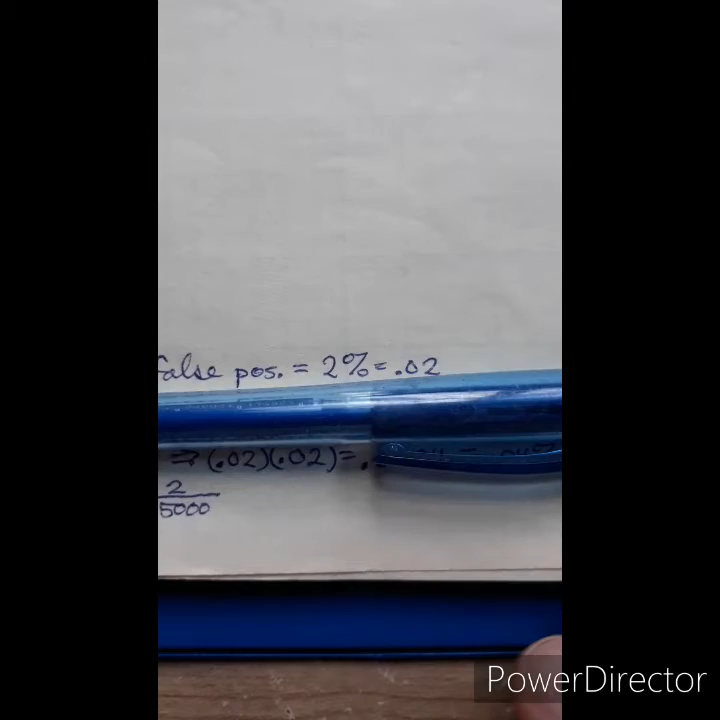 False pos. = 2% = .02
⇒ (.02)(.02) = .
2
5000
PowerDirector